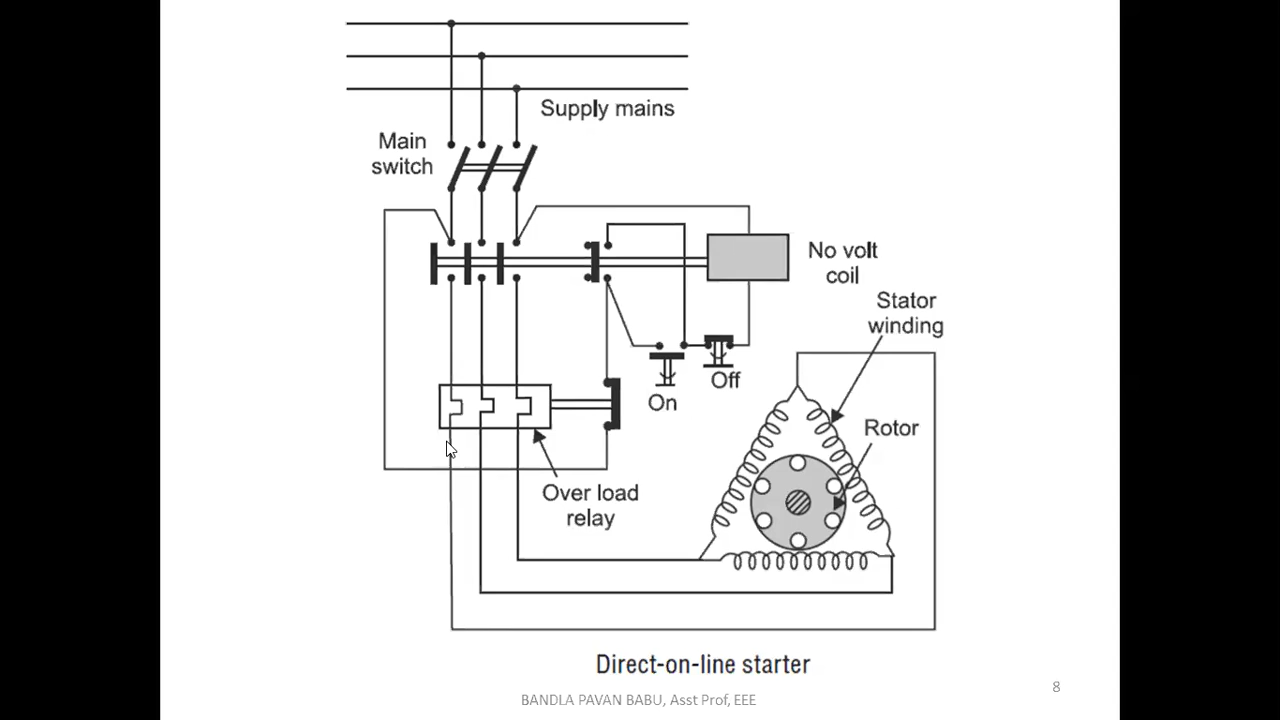 Supply mains
Main
switch
No volt
coil
Stator
winding
Off
On
Rotor
Over load
relay
Direct-on-line starter
BANDLA PAVAN BABU, Asst Prof, EEE
8